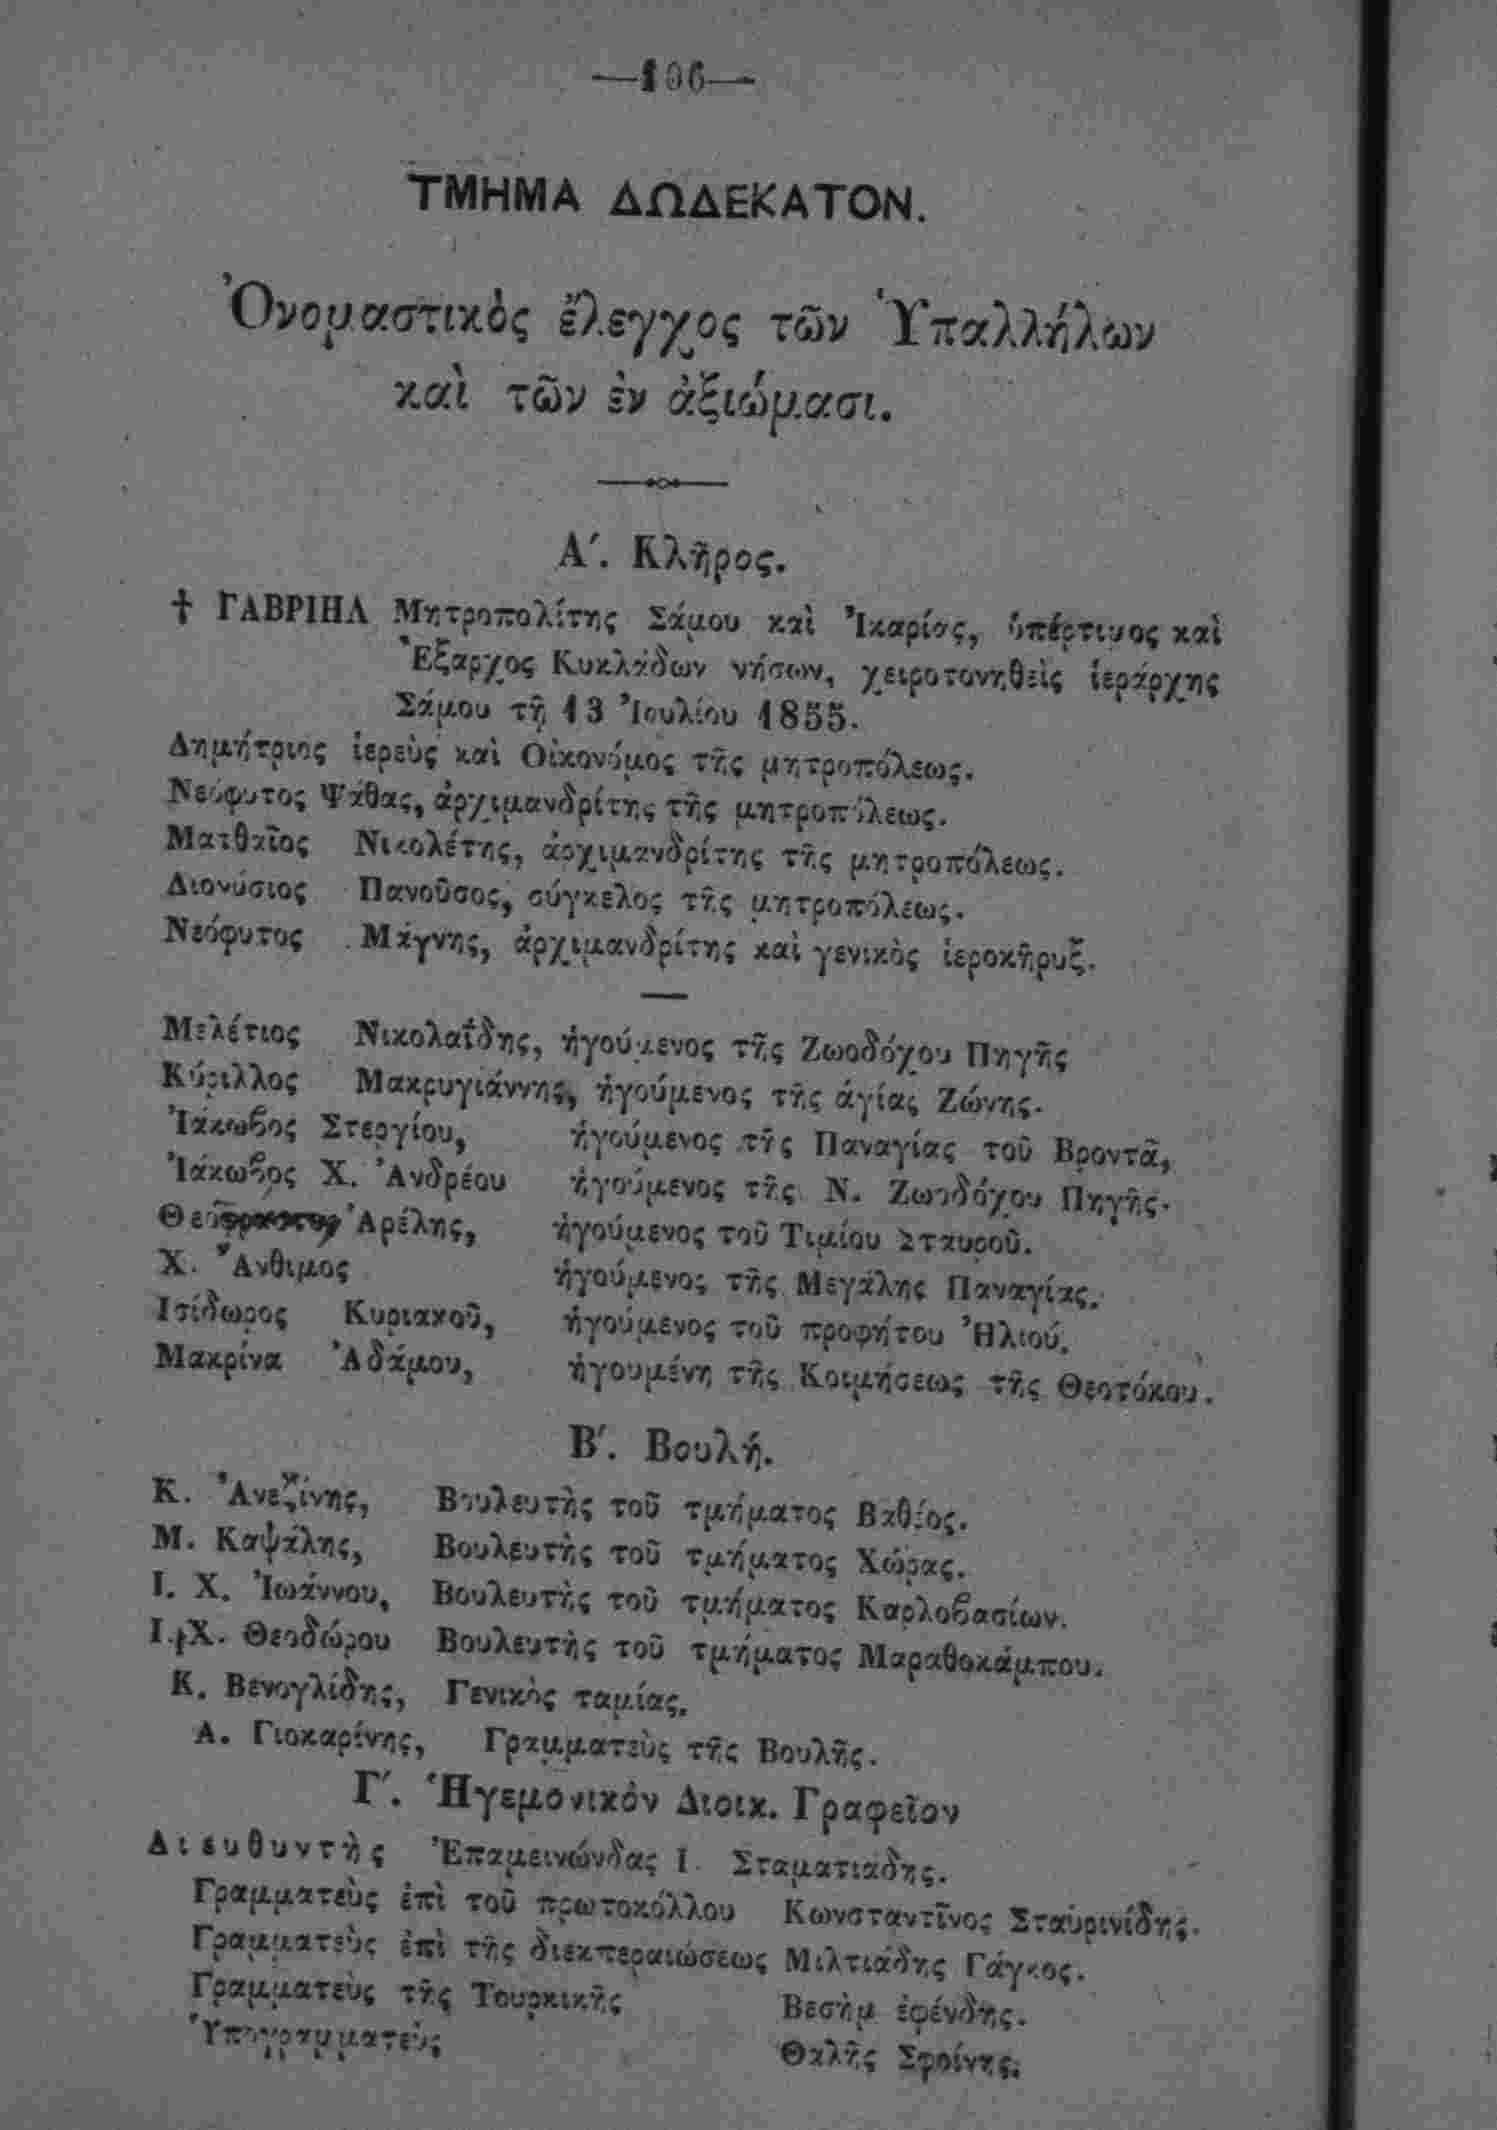 —106—
ΤΜΗΜΑ ΔΩΔΕΚΑΤΟΝ.
Ὀνομαστικὸς ἔλεγχος τῶν Ὑπαλλήλων
καὶ τῶν ἐν ἀξιώμασι.
Α΄. Κλῆρος.
† ΓΑΒΡΙΗΛ Μητροπολίτης Σάμου καὶ Ἰκαρίας, ὑπέρτιμος καὶ
Ἔξαρχος Κυκλάδων νήσων, χειροτονηθεὶς ἱεράρχης
Σάμου τῇ 13 Ἰουλίου 1855.
Δημήτριος ἱερεὺς καὶ Οἰκονόμος τῆς μητροπόλεως.
Νεόφυτος Ψάθας, ἀρχιμανδρίτης τῆς μητροπόλεως.
Ματθαῖος Νικολέτης, ἀρχιμανδρίτης τῆς μητροπόλεως.
Διονύσιος Πανοῦσος, σύγκελος τῆς μητροπόλεως.
Νεόφυτος Μάγνης, ἀρχιμανδρίτης καὶ γενικὸς ἱεροκῆρυξ.
Μελέτιος Νικολαΐδης, ἡγούμενος τῆς Ζωοδόχου Πηγῆς
Κύριλλος Μακρυγιάννης, ἡγούμενος τῆς ἁγίας Ζώνης.
Ἰάκωβος Στεργίου, ἡγούμενος τῆς Παναγίας τοῦ Βροντᾶ,
Ἰάκωβος Χ. Ἀνδρέου ἡγούμενος τῆς Ν. Ζωοδόχου Πηγῆς.
Ἀρέλης, ἡγούμενος τοῦ Τιμίου Σταυροῦ.
Χ. Ἄνθιμος ἡγούμενος τῆς Μεγάλης Παναγίας.
Ισίδωρος Κυριακοῦ, ἡγούμενος τοῦ προφήτου Ἠλιού.
Μακρίνα Ἀδάμου, ἡγουμένη τῆς Κοιμήσεως τῆς Θεοτόκου.
Β΄. Βουλή.
Κ. Ἀνεζίνης, Βουλευτὴς τοῦ τμήματος Βαθέος.
Μ. Καψάλης, Βουλευτὴς τοῦ τμήματος Χώρας.
Ι. Χ. Ἰωάννου, Βουλευτὴς τοῦ τμήματος Καρλοβασίων.
Ι. Χ. Θεοδώρου Βουλευτὴς τοῦ τμήματος Μαραθοκάμπου.
Κ. Βενογλίδης, Γενικὸς ταμίας.
Α. Γιοκαρίνης, Γραμματεὺς τῆς Βουλῆς.
Γ΄. Ἡγεμονικόν Διοικ. Γραφεῖον
Διευθυντὴς Ἐπαμεινώνδας Ι. Σταματιάδης.
Γραμματεὺς ἐπὶ τοῦ πρωτοκόλλου Κωνσταντῖνος Σταυρινίδης.
Γραμματεὺς ἐπὶ τῆς διεκπεραιώσεως Μιλτιάδης Γάγκος.
Γραμματεὺς τῆς Τουρκικῆς Βεσὴμ ἐφένδης.
Ὑπογραμματεὺς Θαλῆς Σφοίνης.